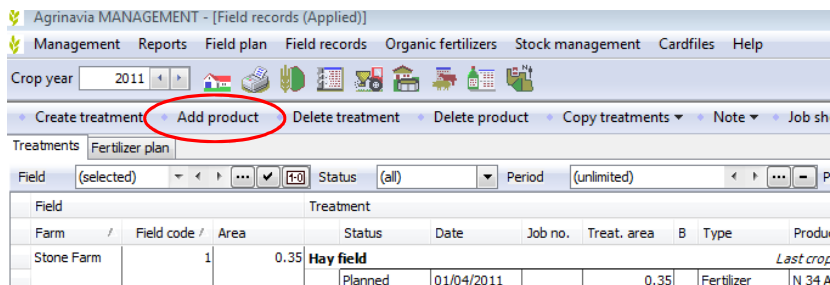 Agrinavia MANAGEMENT - [Field records (Applied)]
Management Reports Field plan Field records Organic fertilizers Stock management Cardfiles Help
Crop year 2011
Create treatment Add product Delete treatment Delete product Copy treatments Note Job sh
Treatments Fertilizer plan
Field (selected) 1-0 Status (all) Period (unlimited) P
Field Treatment
Farm / Field code / Area Status Date Job no. Treat. area B Type Produc
Stone Farm 1 0.35 Hay field Last crop
Planned 01/04/2011 0.35 Fertilizer N 34 A